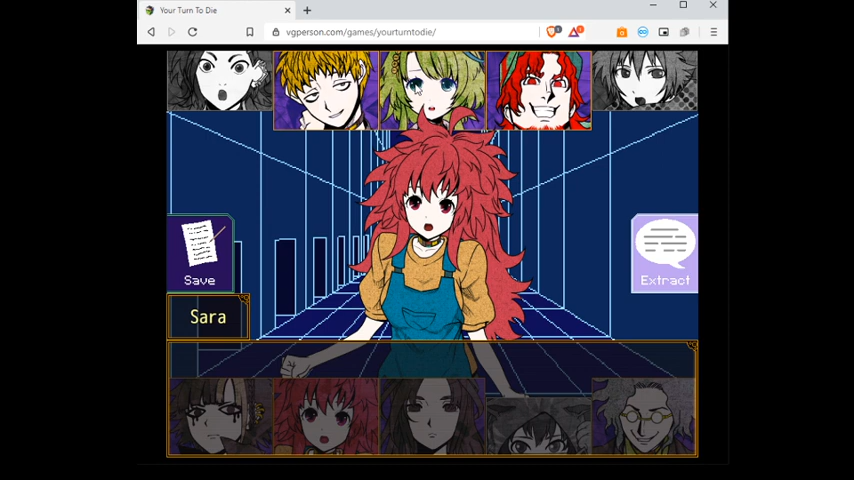 Your Turn To Die
vgperson.com/games/yourturntodie/
Save
Extract
Sara